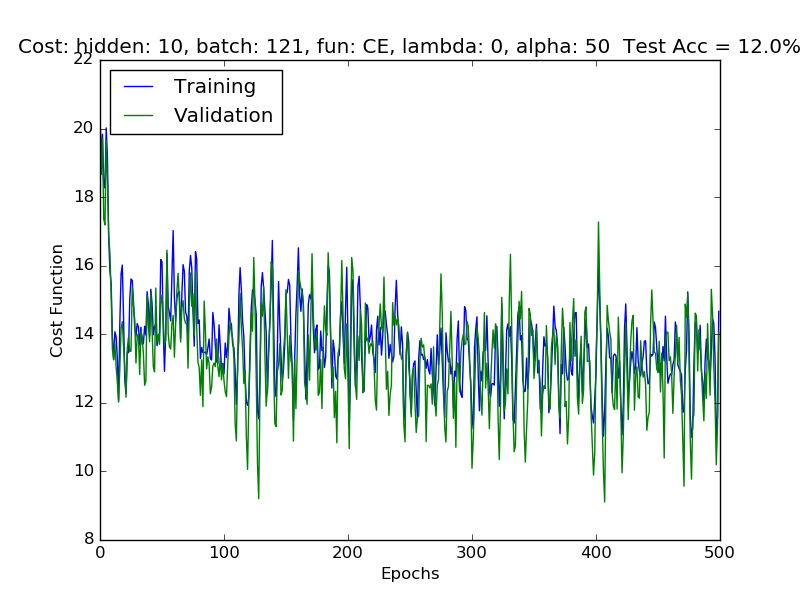 Cost: hidden: 10, batch: 121, fun: CE, lambda: 0, alpha: 50  Test Acc = 12.0%
22
Training
Validation
20
18
16
14
12
10
8
Cost Function
0 100 200 300 400 500
Epochs